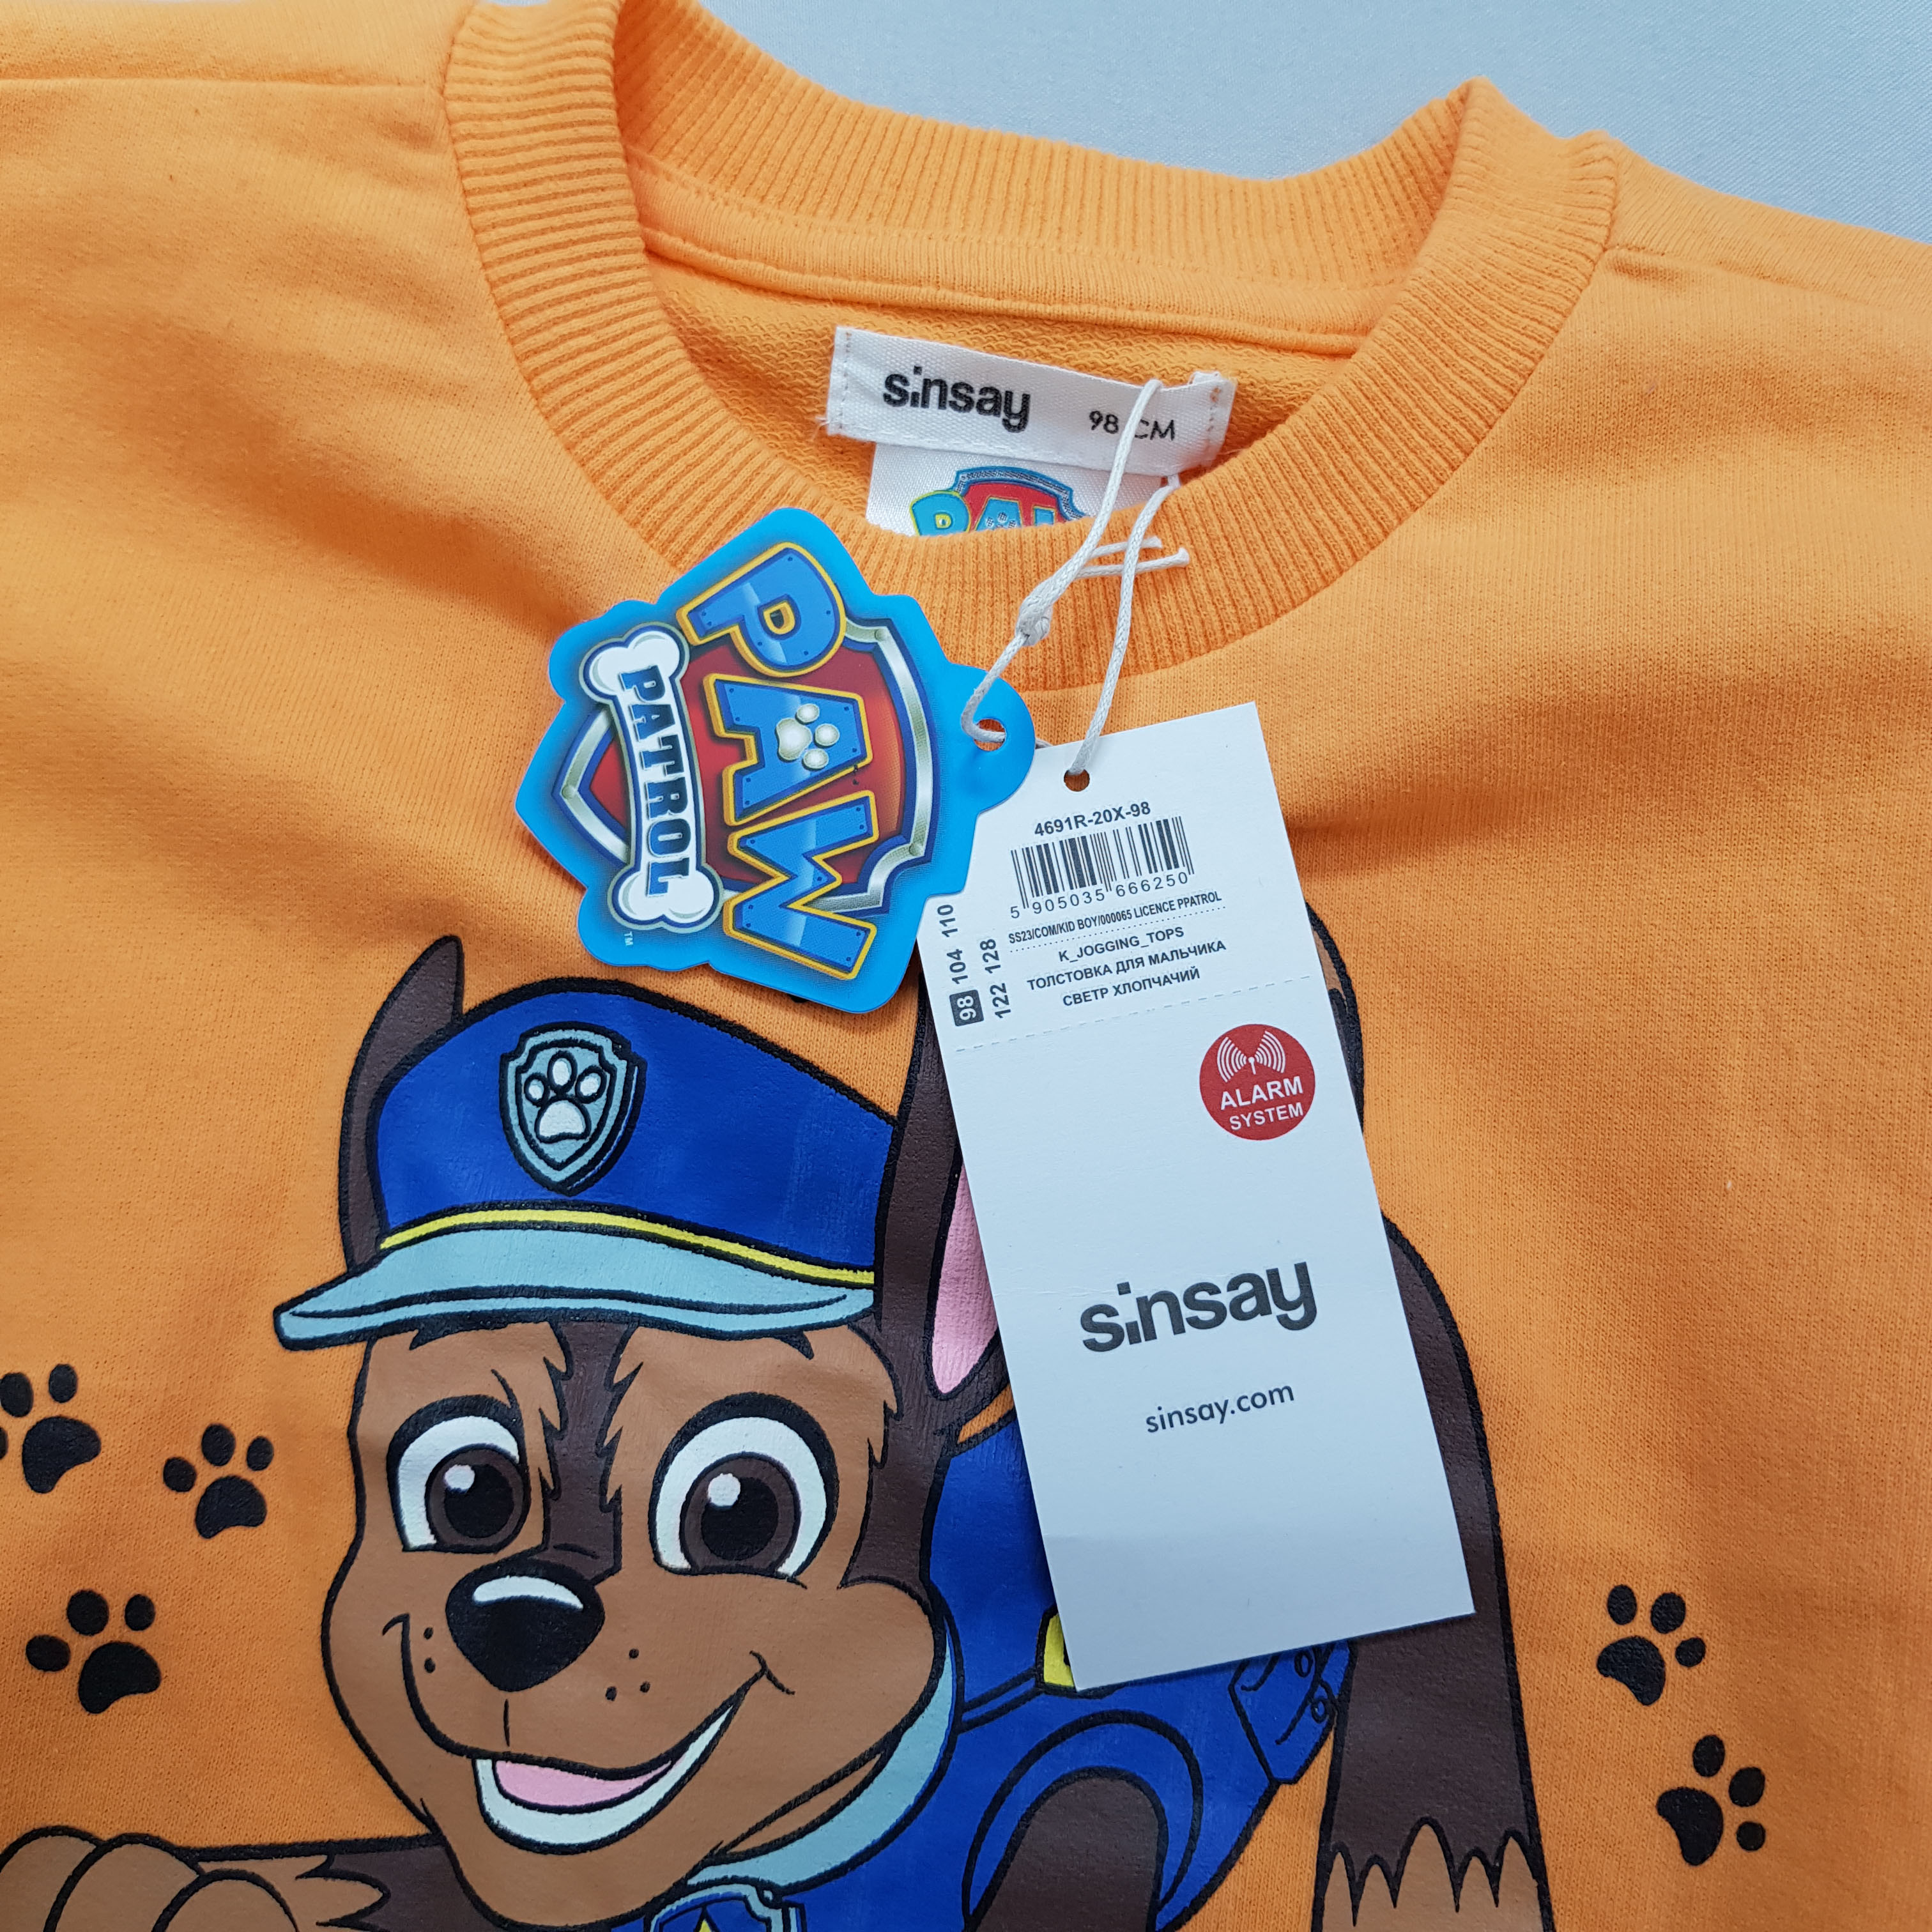 sinsay 98 CM
PAW
PATROL
TM
4691R-20X-98
5 905035 666250
SS23/COM/KID BOY/000065 LICENCE PPATROL
K_JOGGING_TOPS
ТОЛСТОВКА ДЛЯ МАЛЬЧИКА
СВЕТР ХЛОПЧАЧИЙ
98 104 110
122 128
ALARM
SYSTEM
sinsay
sinsay.com